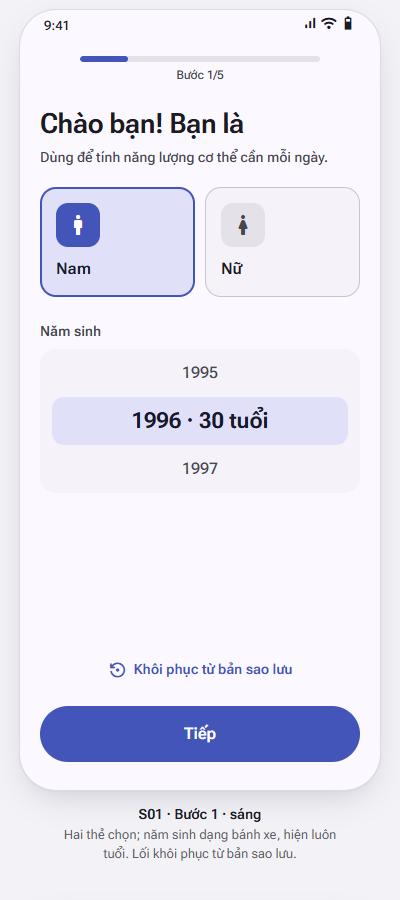 9:41
Bước 1/5
Chào bạn! Bạn là
Dùng để tính năng lượng cơ thể cần mỗi ngày.
Nam
Nữ
Năm sinh
1995
1996 · 30 tuổi
1997
Khôi phục từ bản sao lưu
Tiếp
S01 · Bước 1 · sáng
Hai thẻ chọn; năm sinh dạng bánh xe, hiện luôn
tuổi. Lối khôi phục từ bản sao lưu.